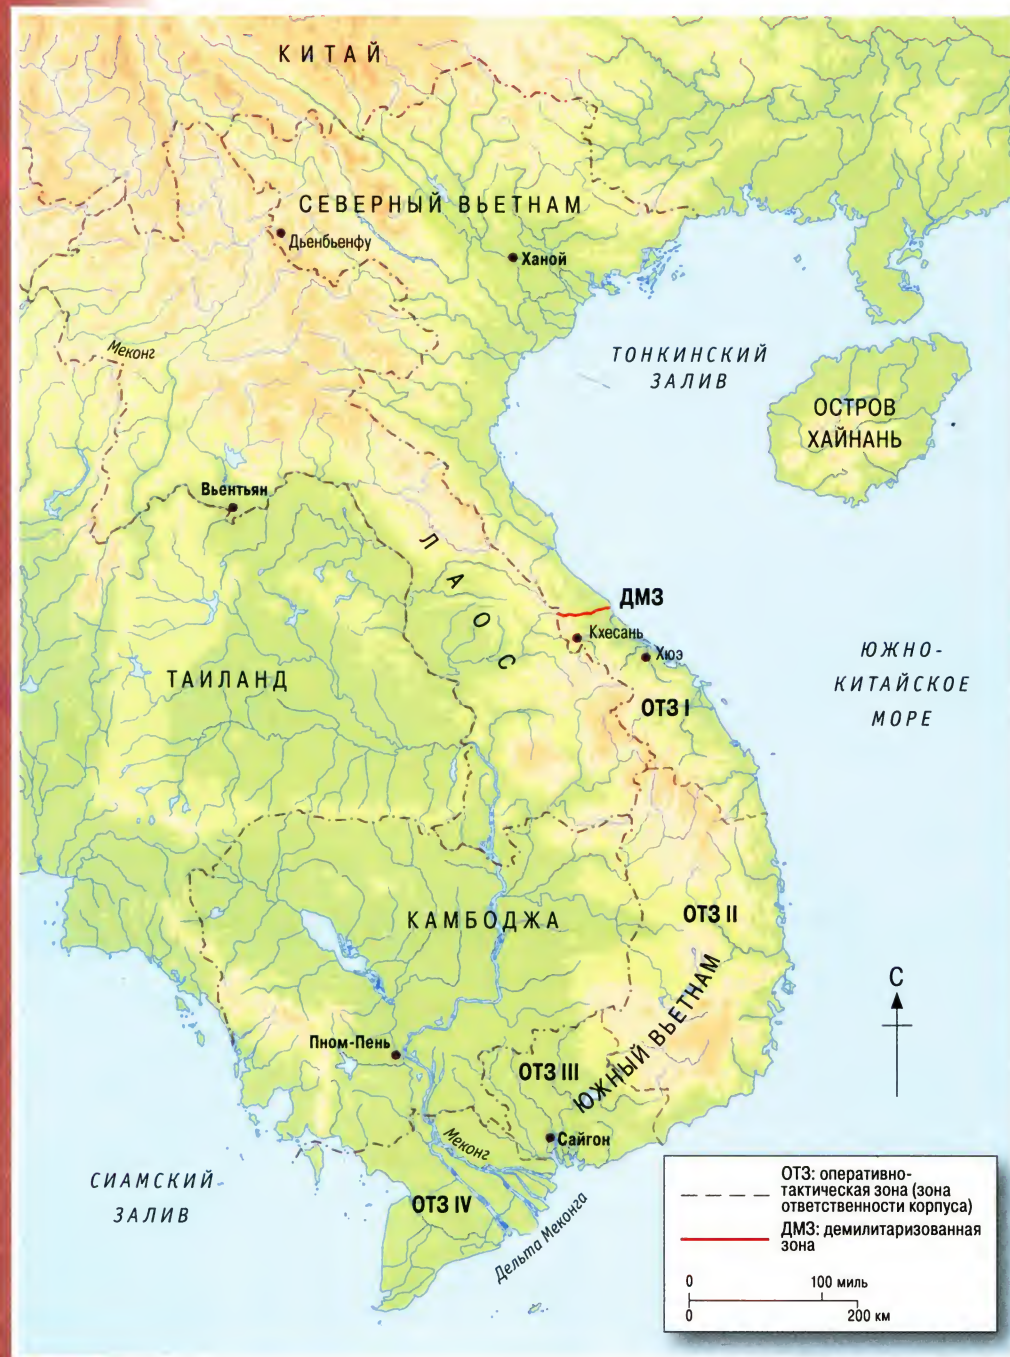 КИТАЙ
СЕВЕРНЫЙ ВЬЕТНАМ
Дьенбьенфу
Ханой
Меконг
ТОНКИНСКИЙ
ЗАЛИВ
ОСТРОВ
ХАЙНАНЬ
Вьентьян
ЛАОС
ДМЗ
Кхесань
Хюэ
ЮЖНО-
КИТАЙСКОЕ
МОРЕ
ТАИЛАНД
ОТЗ I
КАМБОДЖА
ОТЗ II
С
ЮЖНЫЙ ВЬЕТНАМ
Пном-Пень
ОТЗ III
Меконг
Сайгон
СИАМСКИЙ
ЗАЛИВ
ОТЗ IV
Дельта Меконга
ОТЗ: оперативно-
тактическая зона (зона
ответственности корпуса)
ДМЗ: демилитаризованная
зона
0 100 миль
0 200 км